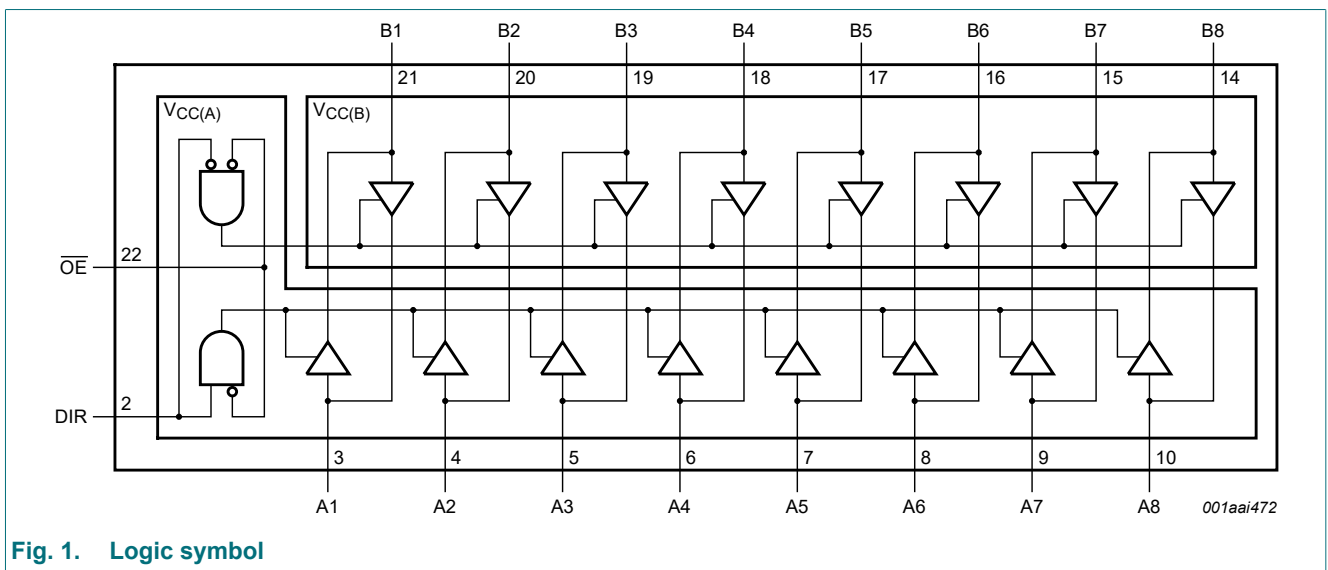 B1 B2 B3 B4 B5 B6 B7 B8
21 20 19 18 17 16 15 14
VCC(A) VCC(B)
22
OE
2
DIR
3 4 5 6 7 8 9 10
A1 A2 A3 A4 A5 A6 A7 A8 001aai472
Fig. 1. Logic symbol